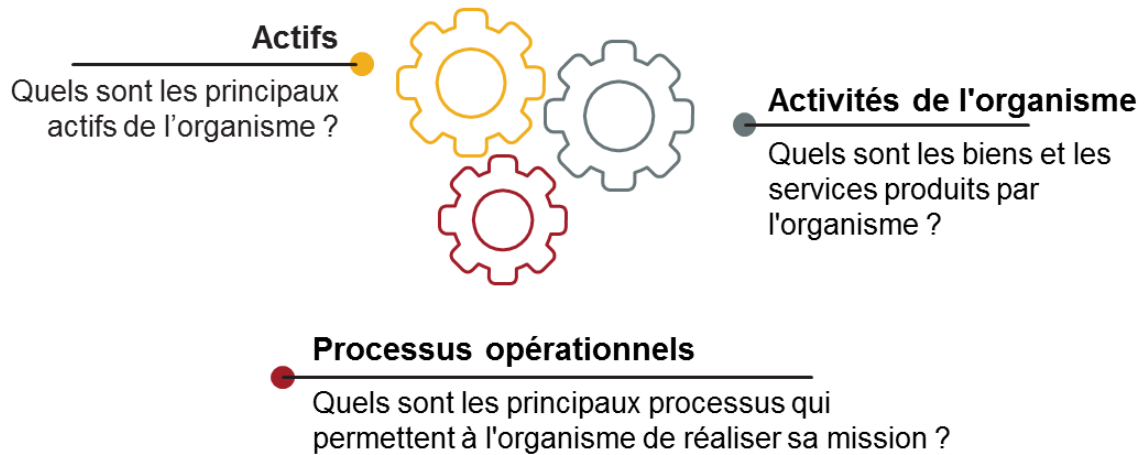 Actifs
Quels sont les principaux
actifs de l’organisme ?
Activités de l'organisme
Quels sont les biens et les
services produits par
l'organisme ?
Processus opérationnels
Quels sont les principaux processus qui
permettent à l'organisme de réaliser sa mission ?